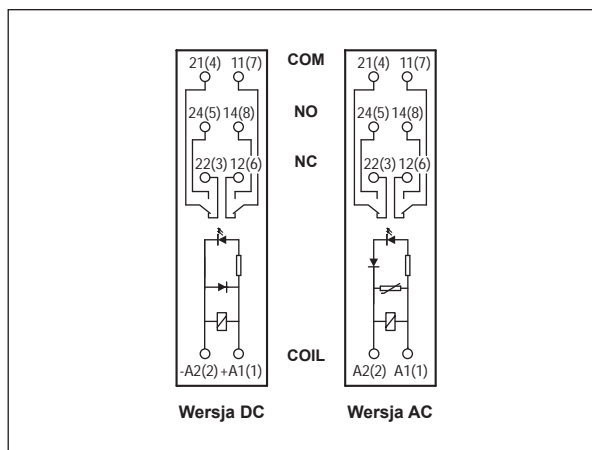 21(4) 11(7) COM 21(4) 11(7)
24(5) 14(8) NO 24(5) 14(8)
22(3) 12(6) NC 22(3) 12(6)
-A2(2) +A1(1) COIL A2(2) A1(1)
Wersja DC Wersja AC